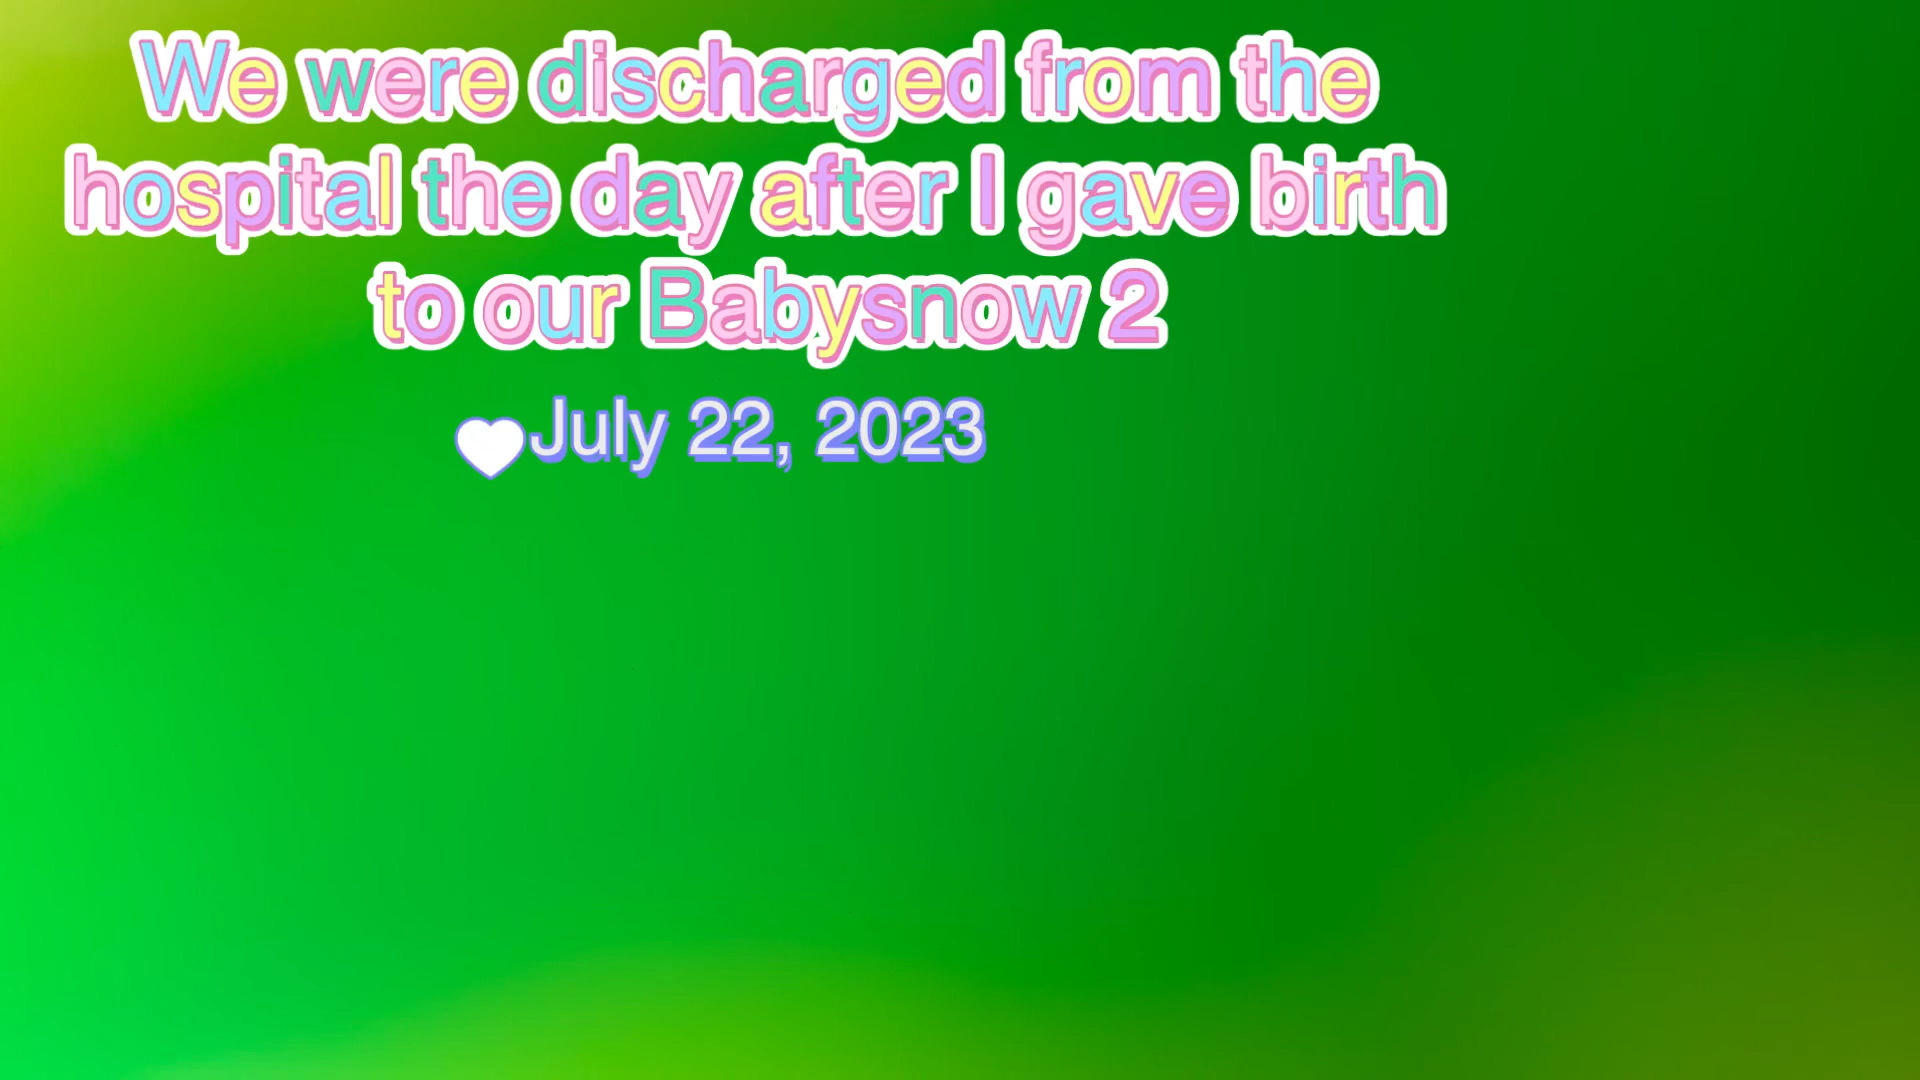 We were discharged from the
hospital the day after I gave birth
to our Babysnow 2
🤍July 22, 2023